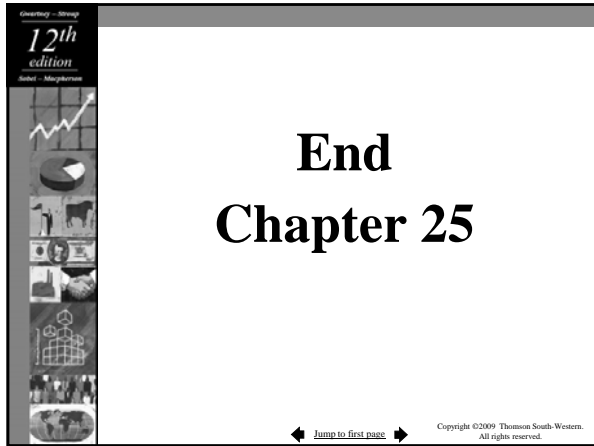 Gwartney – Stroup
12th
edition
Sobel – Macpherson
End
Chapter 25
Jump to first page
Copyright ©2009 Thomson South-Western.
All rights reserved.